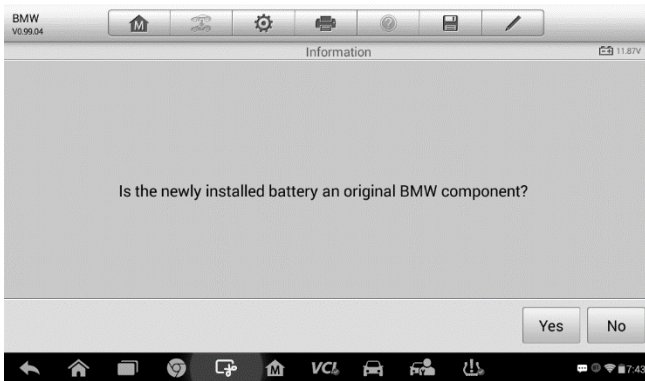 BMW
V0.99.04
M
Information
11.87V
Is the newly installed battery an original BMW component?
Yes
No
M
VCI
7:43